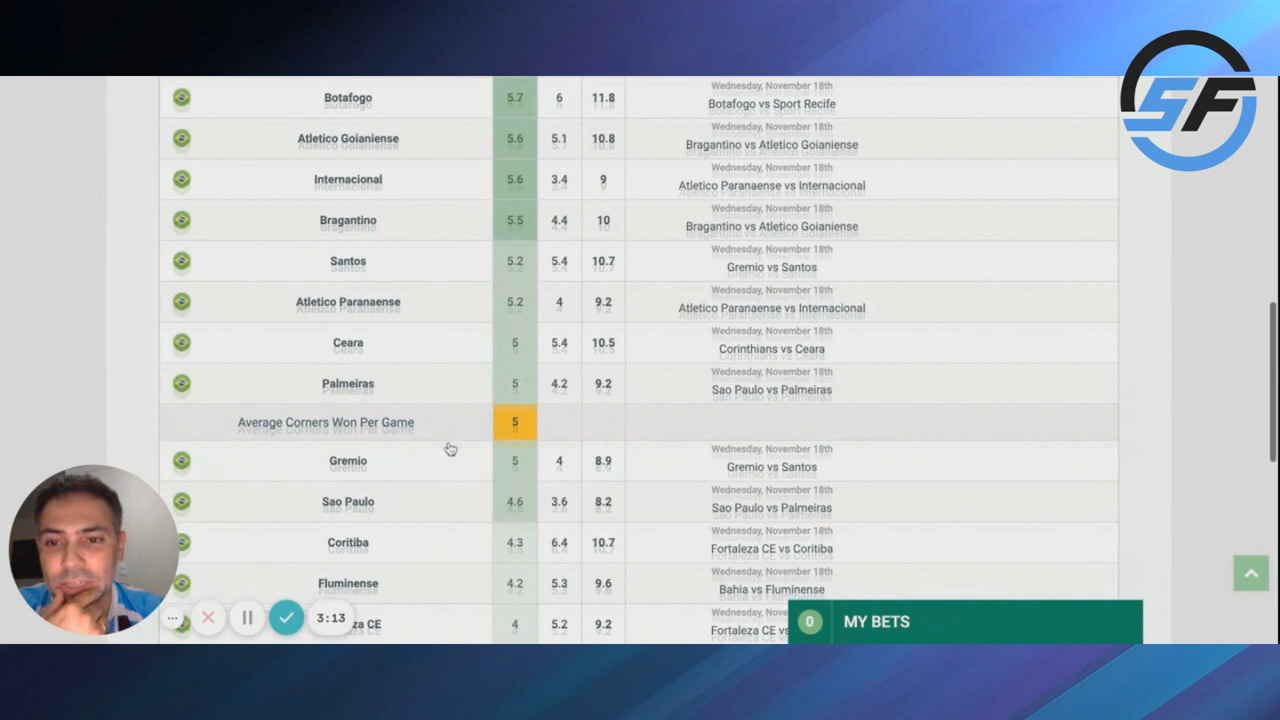 SF
Wednesday, November 18th
Botafogo 5.7 6 11.8 Botafogo vs Sport Recife
Wednesday, November 18th
Atletico Goianiense 5.6 5.1 10.8 Bragantino vs Atletico Goianiense
Wednesday, November 18th
Internacional 5.6 3.4 9 Atletico Paranaense vs Internacional
Wednesday, November 18th
Bragantino 5.5 4.4 10 Bragantino vs Atletico Goianiense
Wednesday, November 18th
Santos 5.2 5.4 10.7 Gremio vs Santos
Wednesday, November 18th
Atletico Paranaense 5.2 4 9.2 Atletico Paranaense vs Internacional
Wednesday, November 18th
Ceara 5 5.4 10.5 Corinthians vs Ceara
Wednesday, November 18th
Palmeiras 5 4.2 9.2 Sao Paulo vs Palmeiras
Average Corners Won Per Game 5
Wednesday, November 18th
Gremio 5 4 8.9 Gremio vs Santos
Wednesday, November 18th
Sao Paulo 4.6 3.6 8.2 Sao Paulo vs Palmeiras
Wednesday, November 18th
Coritiba 4.3 6.4 10.7 Fortaleza CE vs Coritiba
Wednesday, November 18th
Fluminense 4.2 5.3 9.6 Bahia vs Fluminense
Wednesday, Nove
za CE 4 5.2 9.2 Fortaleza CE vs
3:13
0 MY BETS